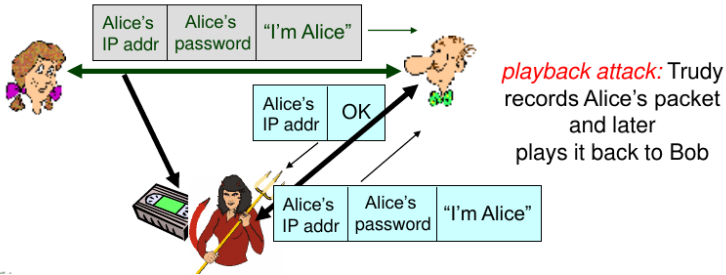 Alice's IP addr
Alice's password
“I'm Alice”
playback attack: Trudy
records Alice's packet
and later
plays it back to Bob
Alice's IP addr
OK
Alice's IP addr
Alice's password
“I'm Alice”